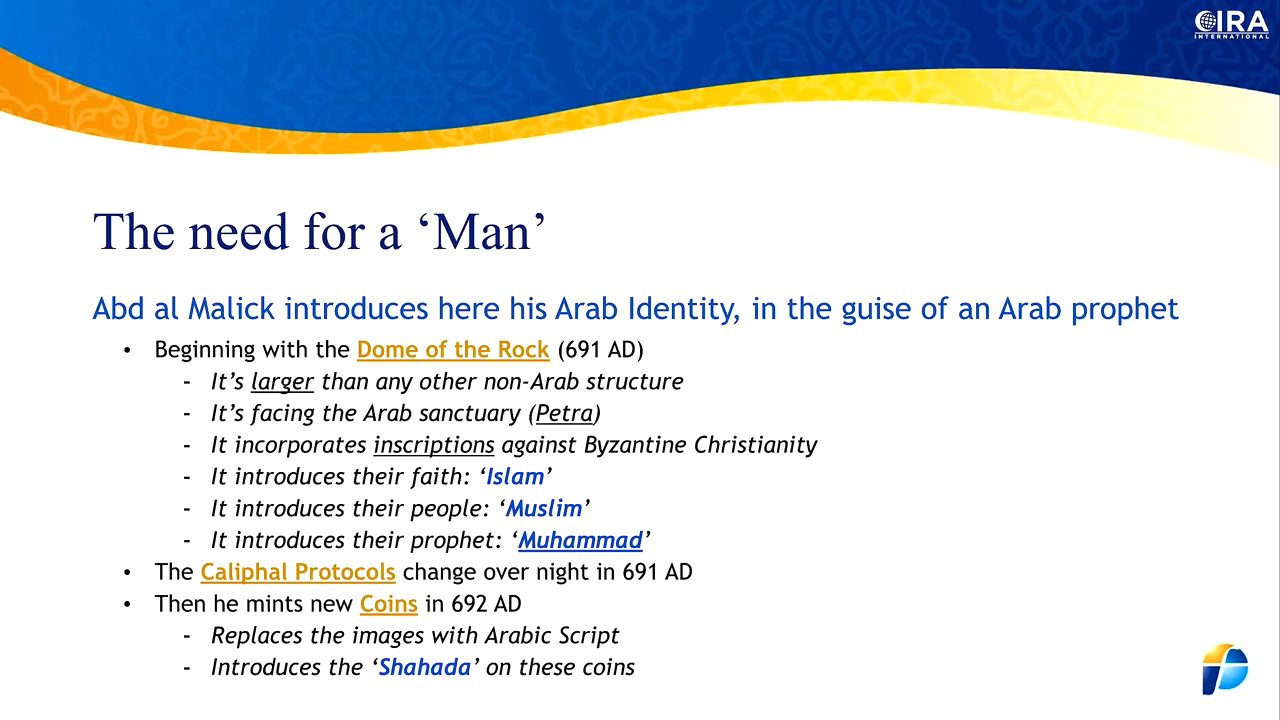 CIRA
INTERNATIONAL
The need for a ‘Man’
Abd al Malick introduces here his Arab Identity, in the guise of an Arab prophet
• Beginning with the Dome of the Rock (691 AD)
- It’s larger than any other non-Arab structure
- It’s facing the Arab sanctuary (Petra)
- It incorporates inscriptions against Byzantine Christianity
- It introduces their faith: ‘Islam’
- It introduces their people: ‘Muslim’
- It introduces their prophet: ‘Muhammad’
• The Caliphal Protocols change over night in 691 AD
• Then he mints new Coins in 692 AD
- Replaces the images with Arabic Script
- Introduces the ‘Shahada’ on these coins